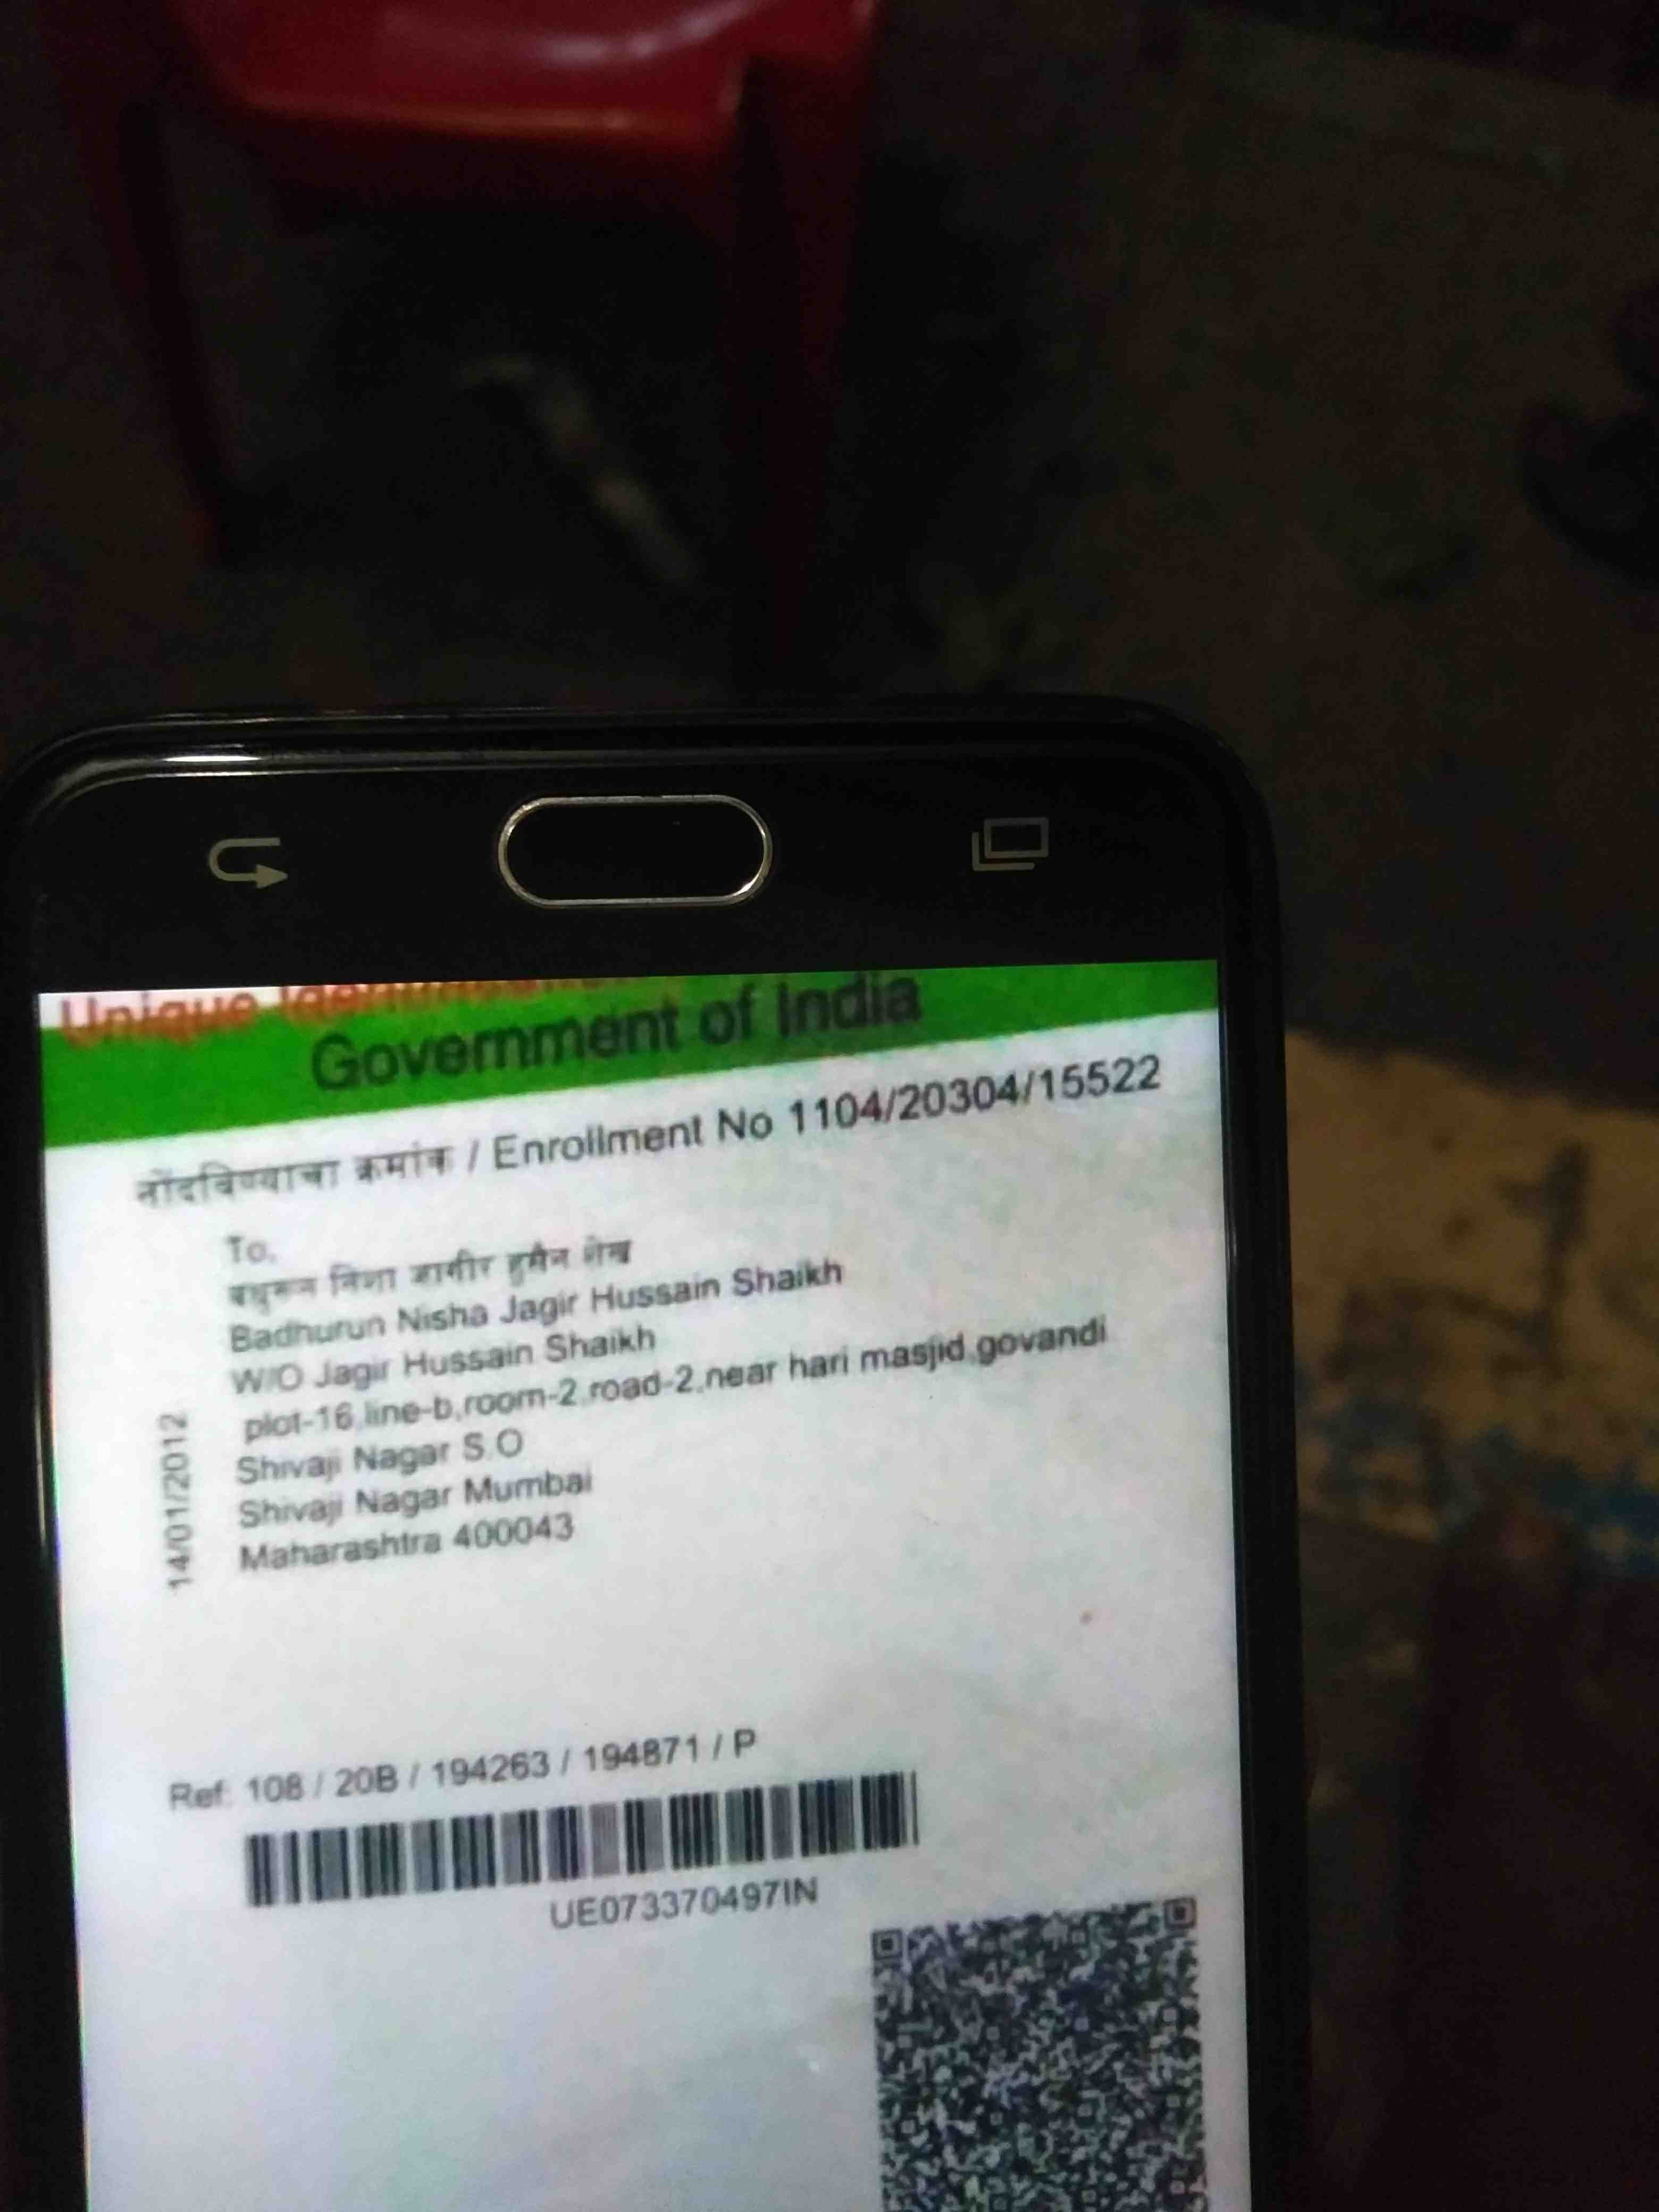 Unique
Government of India
नोंदविण्याचा क्रमांक / Enrollment No 1104/20304/15522
To,
निशा जागीर हुसैन शेख
Badhurun Nisha Jagir Hussain Shaikh
W/O Jagir Hussain Shaikh
plot-16,line-b,room-2,road-2,near hari masjid,govandi
Shivaji Nagar S.O
Shivaji Nagar Mumbai
Maharashtra 400043
14/01/2012
Ref: 108 / 20B / 194263 / 194871 / P
UE073370497IN